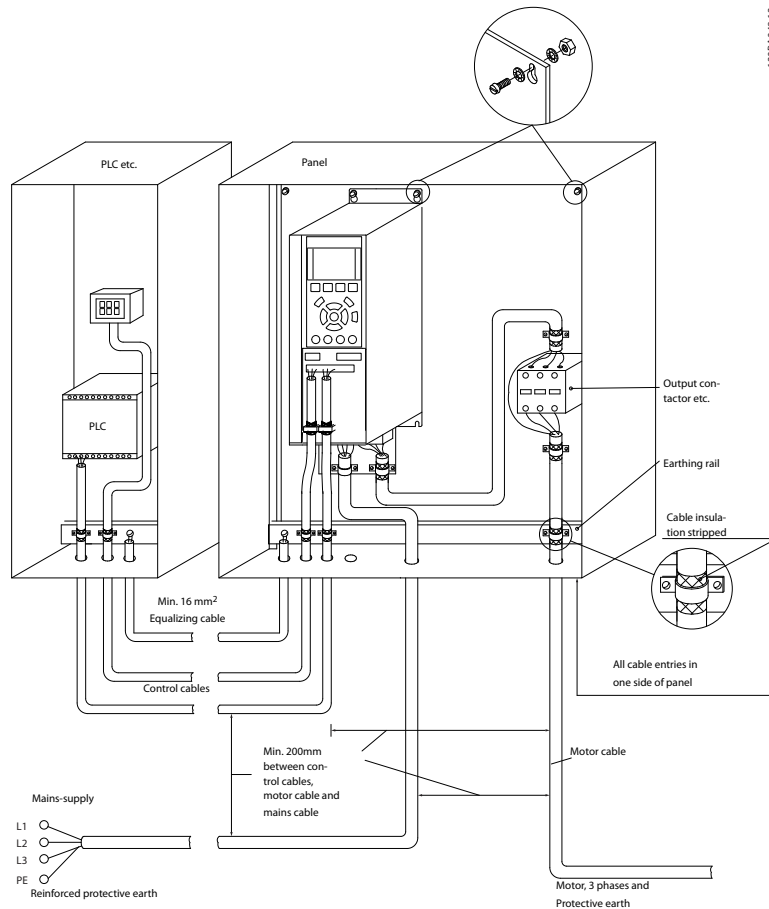 PLC etc.
Panel
PLC
Output con-
tactor etc.
Earthing rail
Cable insula-
tion stripped
Min. 16 mm²
Equalizing cable
Control cables
All cable entries in
one side of panel
Min. 200mm
between con-
trol cables,
motor cable and
mains cable
Motor cable
Mains-supply
L1
L2
L3
PE
Reinforced protective earth
Motor, 3 phases and
Protective earth